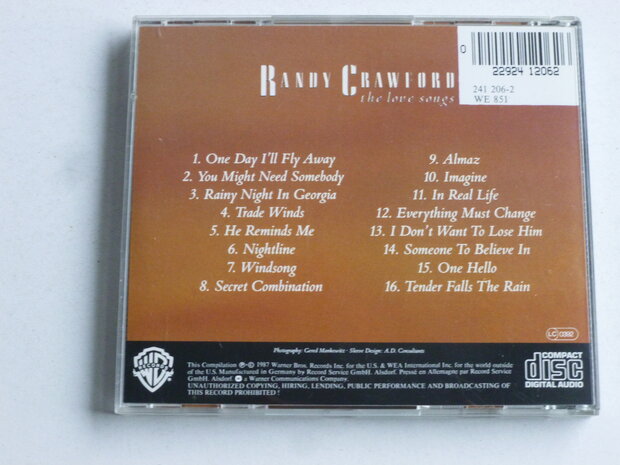 0
22924 12062
241 206-2
WE 851
RANDY CRAWFORD
the love songs
1. One Day I'll Fly Away
2. You Might Need Somebody
3. Rainy Night In Georgia
4. Trade Winds
5. He Reminds Me
6. Nightline
7. Windsong
8. Secret Combination
9. Almaz
10. Imagine
11. In Real Life
12. Everything Must Change
13. I Don't Want To Lose Him
14. Someone To Believe In
15. One Hello
16. Tender Falls The Rain
LC 0392
Photography: Gered Mankowitz · Sleeve Design: A.D. Consultants
This Compilation ℗-© 1987 Warner Bros. Records Inc. for the U.S. & WEA International Inc. for the world outside
of the U.S. Manufactured in Germany by Record Service GmbH. Alsdorf. Pressé en Allemagne par Record Service
GmbH. Alsdorf. a Warner Communications Company.
UNAUTHORIZED COPYING, HIRING, LENDING, PUBLIC PERFORMANCE AND BROADCASTING OF
THIS RECORD PROHIBITED !
RECORDS
COMPACT
disc
DIGITAL AUDIO